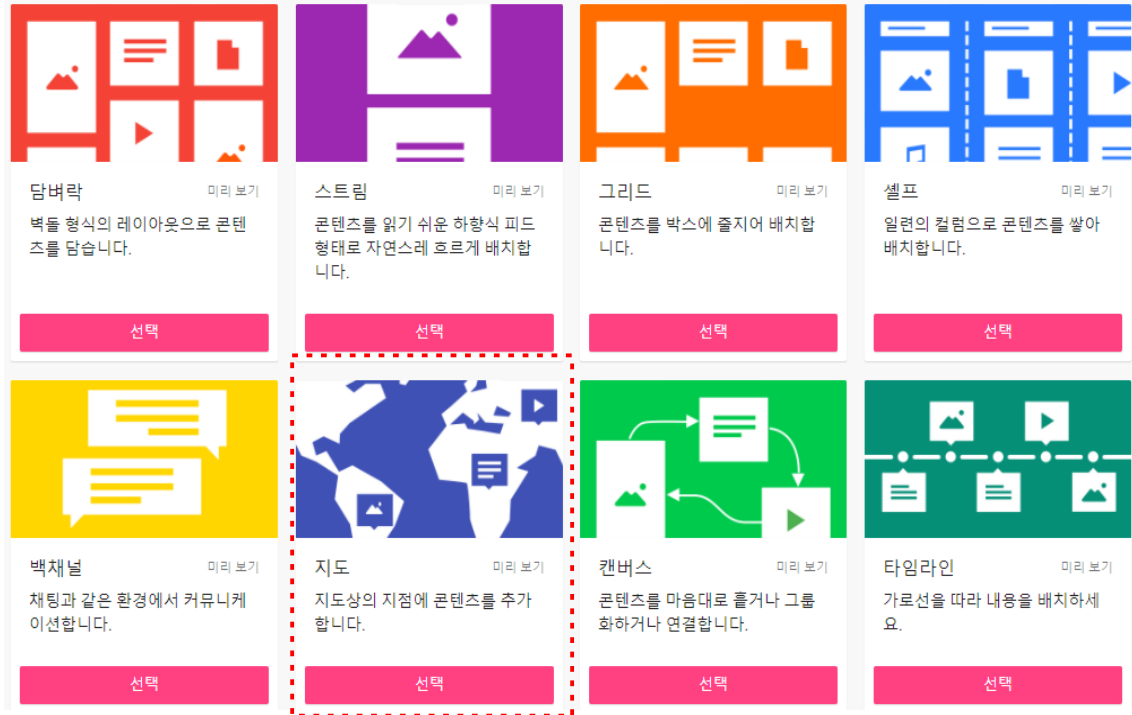 담벼락 미리 보기
벽돌 형식의 레이아웃으로 콘텐
츠를 담습니다.
선택
스트림 미리 보기
콘텐츠를 읽기 쉬운 하향식 피드
형태로 자연스레 흐르게 배치합
니다.
선택
그리드 미리 보기
콘텐츠를 박스에 줄지어 배치합
니다.
선택
셸프 미리 보기
일련의 컬럼으로 콘텐츠를 쌓아
배치합니다.
선택
백채널 미리 보기
채팅과 같은 환경에서 커뮤니케
이션합니다.
선택
지도 미리 보기
지도상의 지점에 콘텐츠를 추가
합니다.
선택
캔버스 미리 보기
콘텐츠를 마음대로 흩거나 그룹
화하거나 연결합니다.
선택
타임라인 미리 보기
가로선을 따라 내용을 배치하세
요.
선택